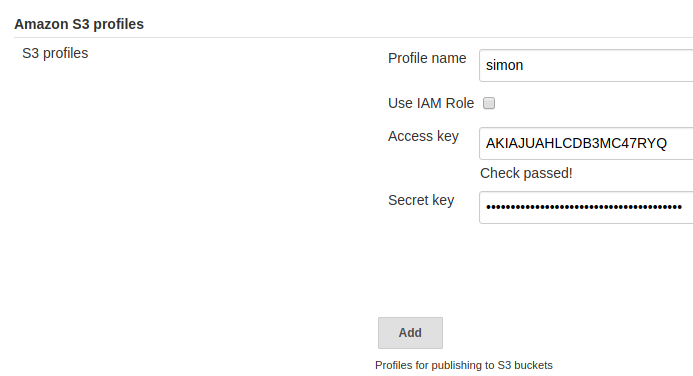 Amazon S3 profiles
S3 profiles
Profile name
simon
Use IAM Role
Access key
AKIAJUAHLCDB3MC47RYQ
Check passed!
Secret key
••••••••••••••••••••••••••••••••••••••••
Add
Profiles for publishing to S3 buckets